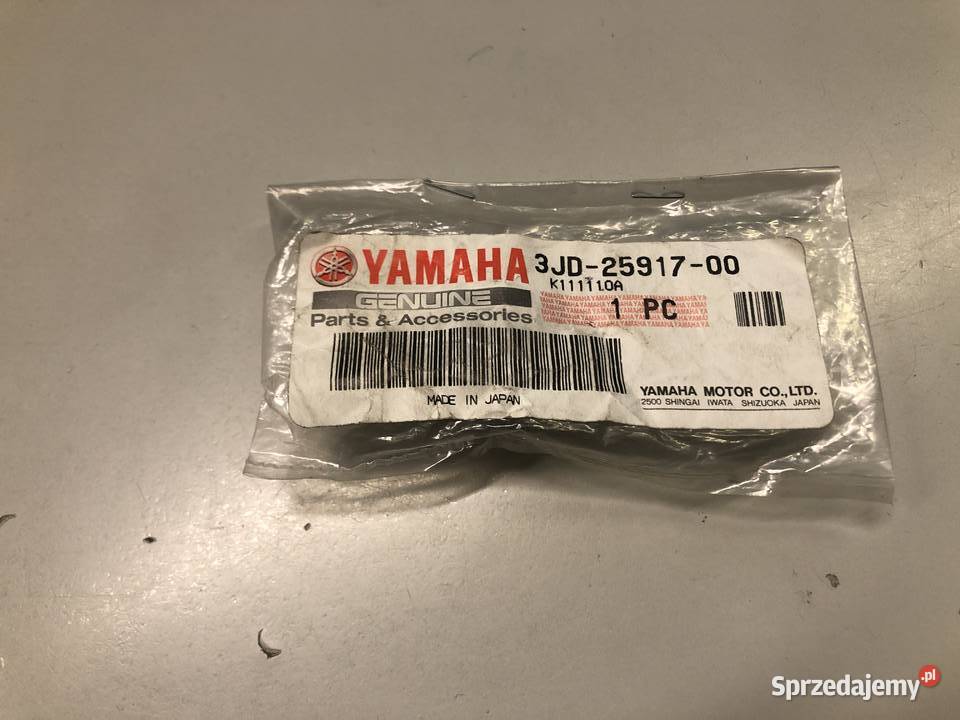 YAMAHA 3JD-25917-00
K111110A
GENUINE
Parts & Accessories
1 PC
MADE IN JAPAN
YAMAHA MOTOR CO.,LTD.
2500 SHINGAI IWATA SHIZUOKA JAPAN
Sprzedajemy.pl